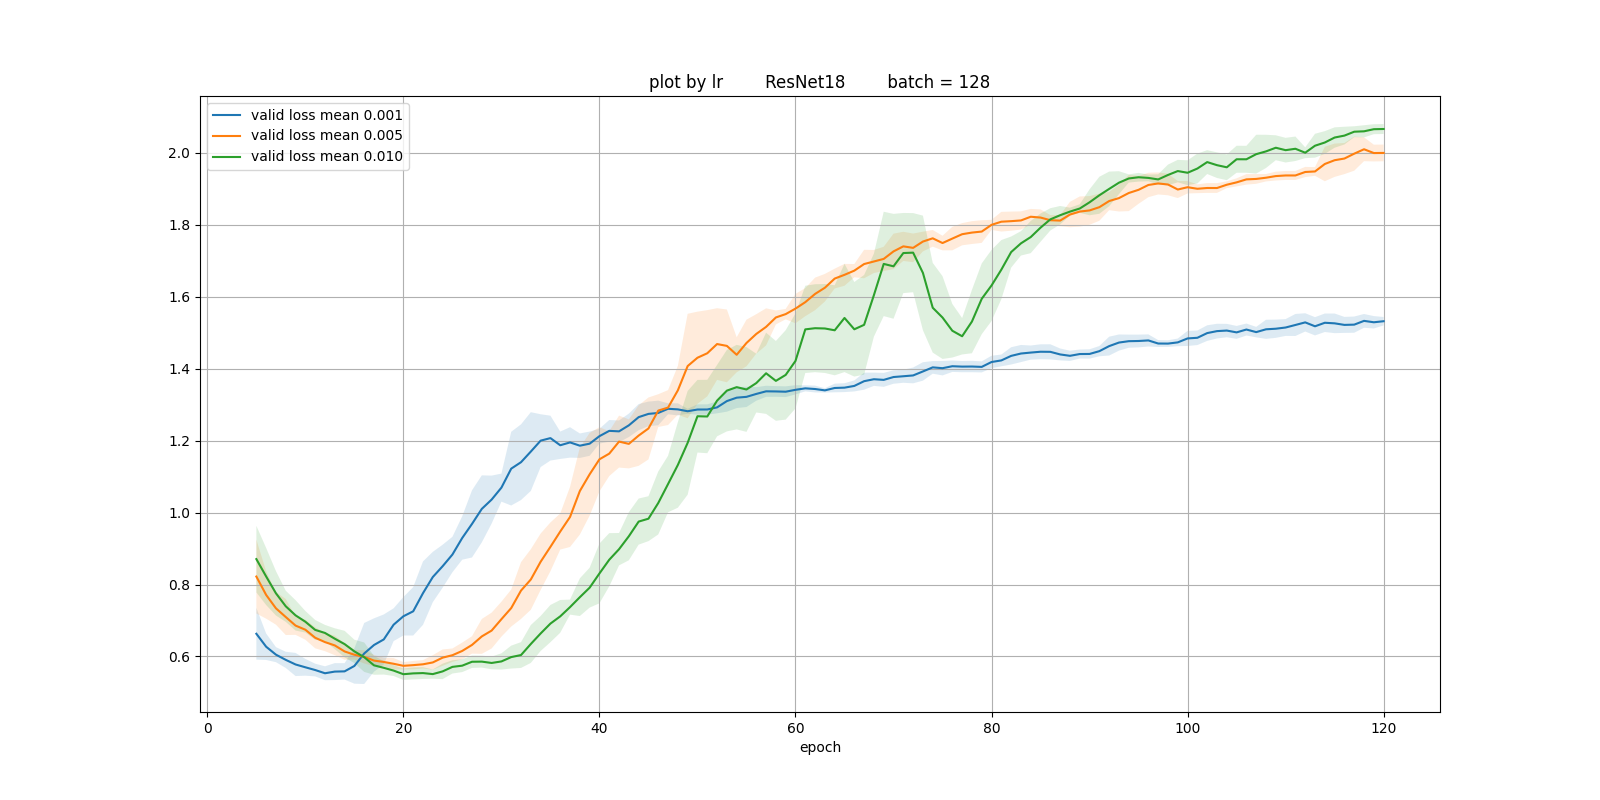 plot by lr ResNet18 batch = 128
valid loss mean 0.001
valid loss mean 0.005
valid loss mean 0.010
2.0
1.8
1.6
1.4
1.2
1.0
0.8
0.6
0 20 40 60 80 100 120
epoch